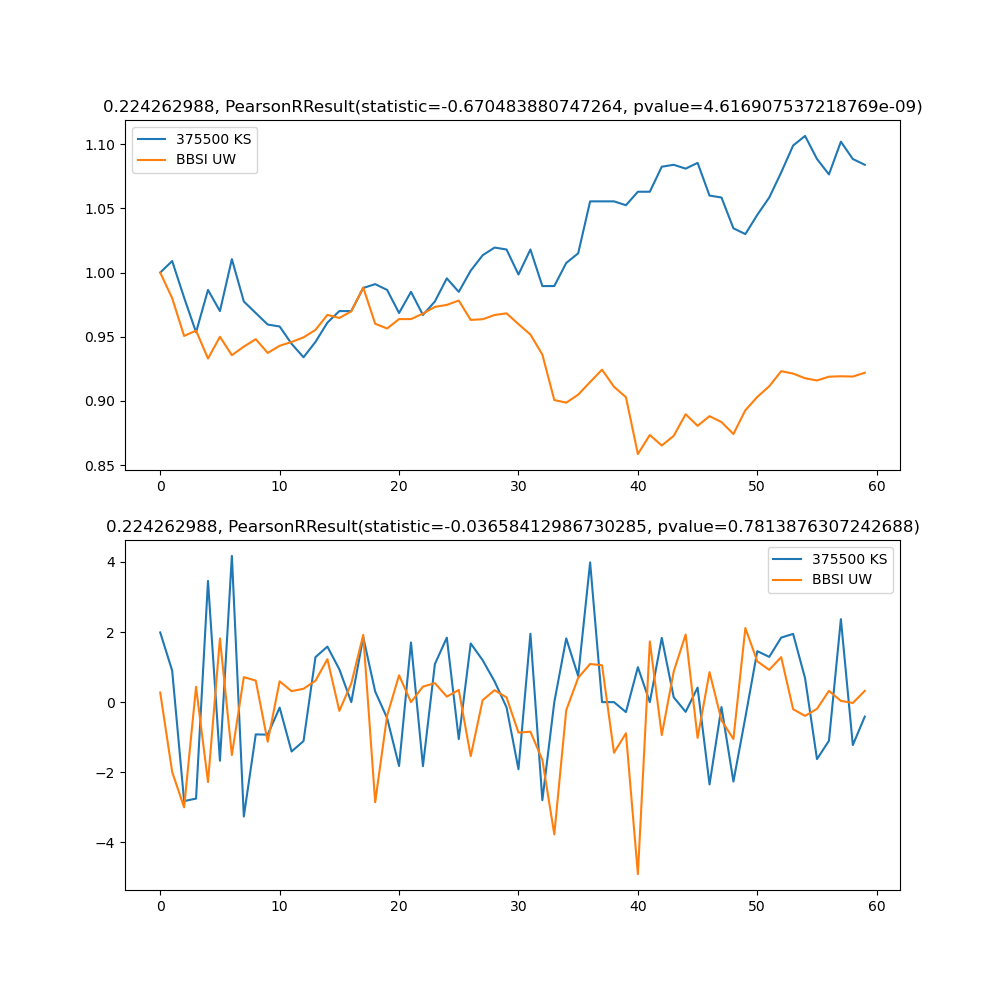 0.224262988, PearsonRResult(statistic=-0.670483880747264, pvalue=4.616907537218769e-09)
375500 KS
BBSI UW
1.10
1.05
1.00
0.95
0.90
0.85
0 10 20 30 40 50 60
0.224262988, PearsonRResult(statistic=-0.03658412986730285, pvalue=0.7813876307242688)
375500 KS
BBSI UW
4
2
0
−2
−4
0 10 20 30 40 50 60